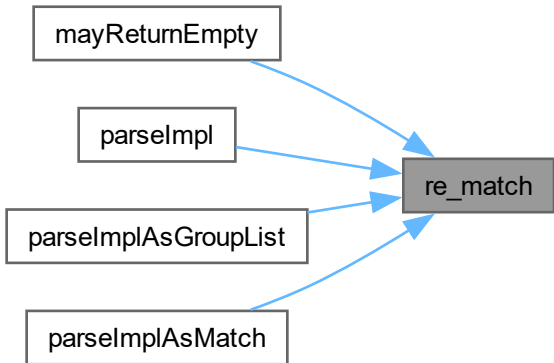 mayReturnEmpty
parseImpl
re_match
parseImplAsGroupList
parseImplAsMatch